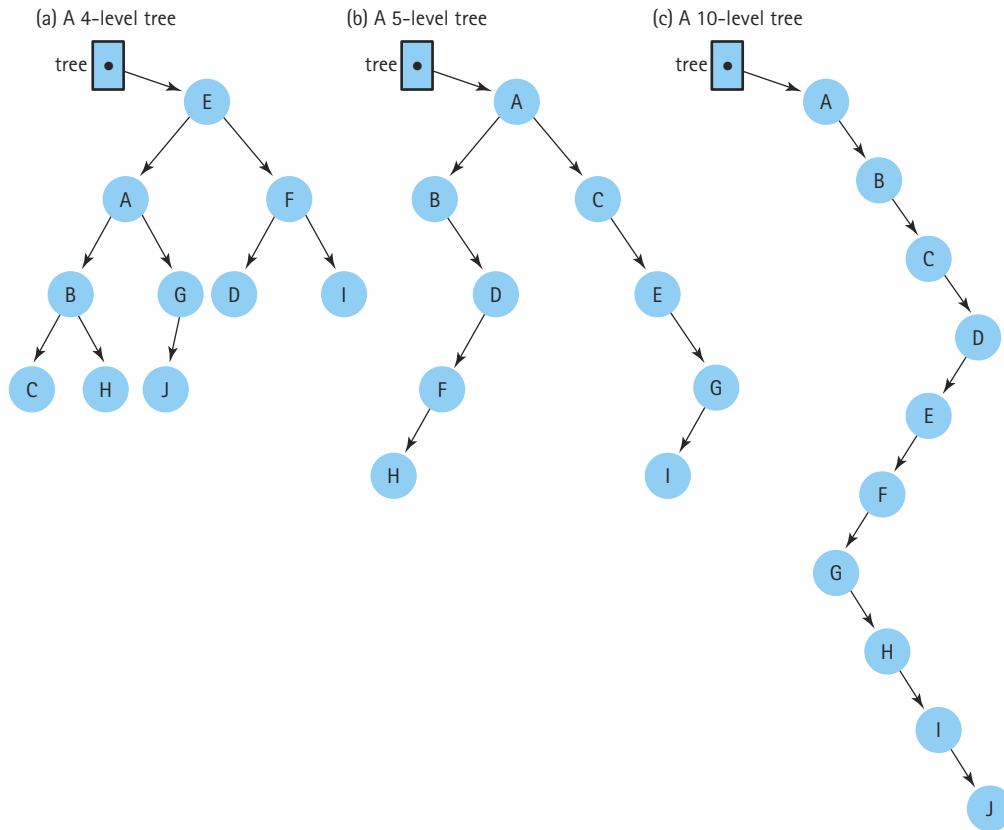 (a) A 4-level tree
tree
E
A F
B G D I
C H J
(b) A 5-level tree
tree
A
B C
D E
F G
H I
(c) A 10-level tree
tree
A
B
C
D
E
F
G
H
I
J